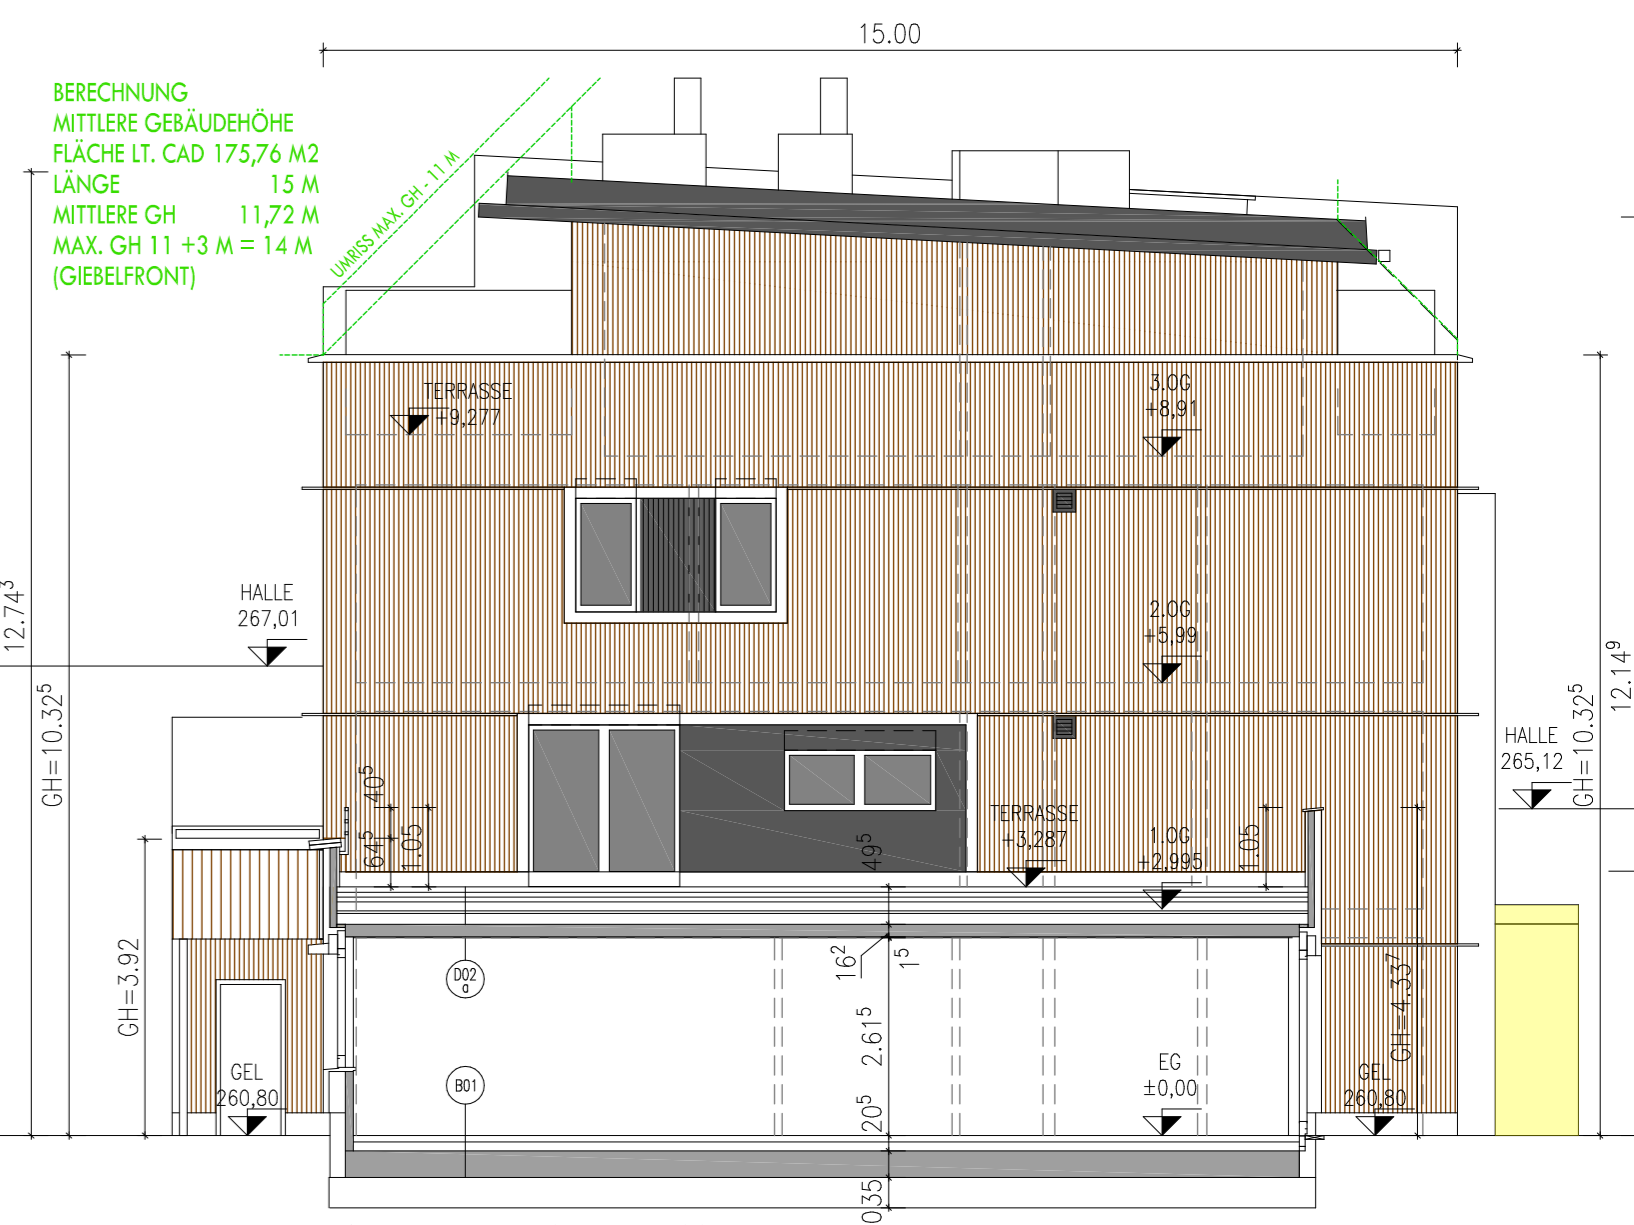 15.00
BERECHNUNG
MITTLERE GEBÄUDEHÖHE
FLÄCHE LT. CAD 175,76 M2
LÄNGE 15 M
MITTLERE GH 11,72 M
MAX. GH 11 +3 M = 14 M
(GIEBELFRONT)
UMRISS MAX. GH - 11 M
TERRASSE
+9,277
3.OG
+8,91
12.74³
HALLE
267,01
2.OG
+5,99
12.14⁹
GH=10.32⁵
HALLE
265,12
GH=10.32⁵
40⁵
64⁵
1.05
49⁵
TERRASSE
+3,287
1.OG
+2,995
1.05
GH=3.92
D02
a
16²
1⁵
GH=4.33⁷
2.61⁵
GEL
260,80
B01
EG
±0,00
GEL
260,80
20⁵
035